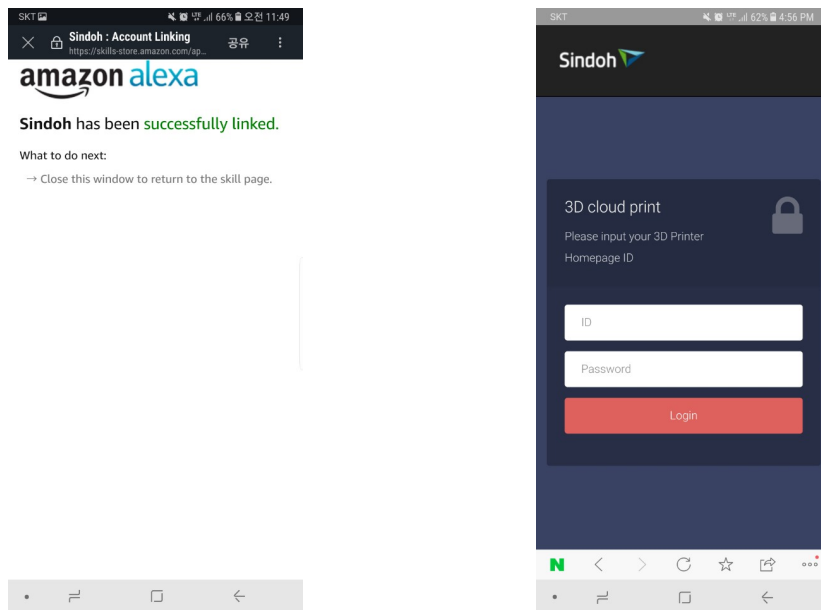 SKT LTE 66% 오전 11:49
Sindoh : Account Linking
https://skills-store.amazon.com/ap...
공유
amazon alexa
Sindoh has been successfully linked.
What to do next:
→ Close this window to return to the skill page.
SKT LTE 62% 4:56 PM
Sindoh
3D cloud print
Please input your 3D Printer
Homepage ID
ID
Password
Login
N